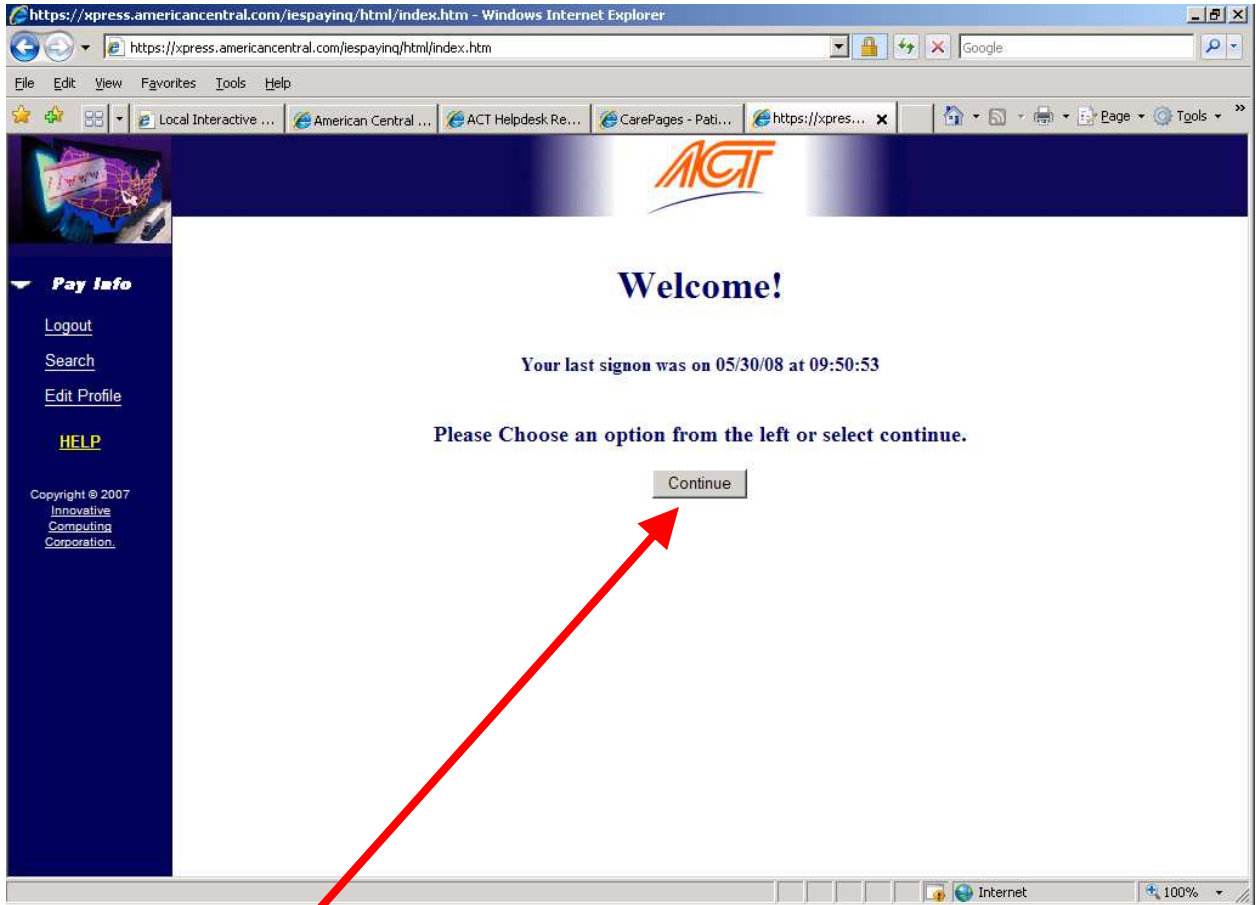 https://xpress.americancentral.com/iespayinq/html/index.htm - Windows Internet Explorer
https://xpress.americancentral.com/iespayinq/html/index.htm
Google
File Edit View Favorites Tools Help
Local Interactive ... American Central ... ACT Helpdesk Re... CarePages - Pati... https://xpres... Page Tools »
ACT
Pay Info
Logout
Search
Edit Profile
HELP
Copyright © 2007
Innovative
Computing
Corporation.
Welcome!
Your last signon was on 05/30/08 at 09:50:53
Please Choose an option from the left or select continue.
Continue
Internet 100%